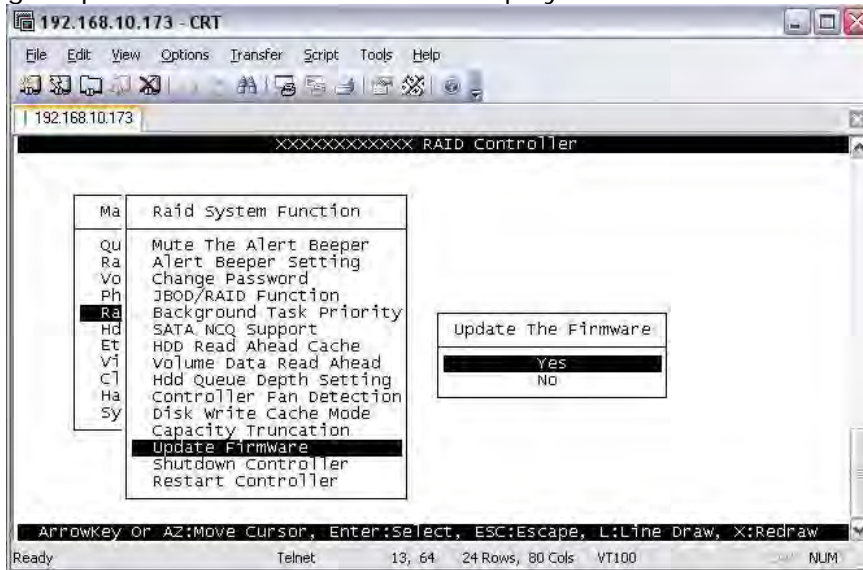 192.168.10.173 - CRT
File Edit View Options Transfer Script Tools Help
192.168.10.173
XXXXXXXXXXXX RAID Controller
Ma
Qu
Ra
Vo
Ph
Ra
Hd
Et
Vi
Cl
Ha
Sy
Raid System Function
Mute The Alert Beeper
Alert Beeper Setting
Change Password
JBOD/RAID Function
Background Task Priority
SATA NCQ Support
HDD Read Ahead Cache
Volume Data Read Ahead
Hdd Queue Depth Setting
Controller Fan Detection
Disk Write Cache Mode
Capacity Truncation
Update Firmware
Shutdown Controller
Restart Controller
Update The Firmware
Yes
No
ArrowKey Or AZ:Move Cursor, Enter:Select, ESC:Escape, L:Line Draw, X:Redraw
Ready Telnet 13, 64 24 Rows, 80 Cols VT100 NUM